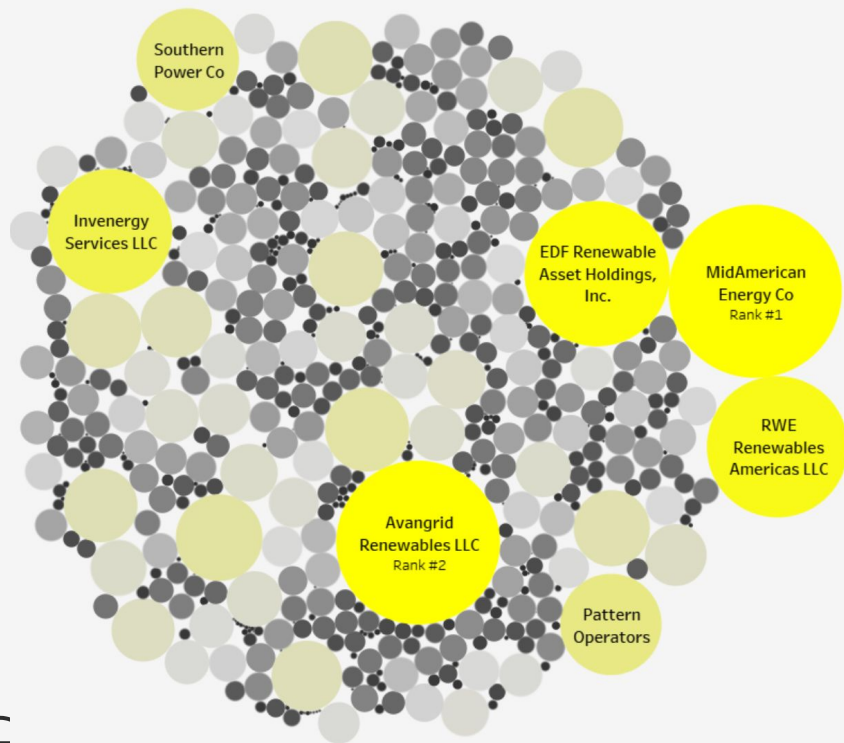 Southern
Power Co
Invenergy
Services LLC
EDF Renewable
Asset Holdings,
Inc.
MidAmerican
Energy Co
Rank #1
RWE
Renewables
Americas LLC
Avangrid
Renewables LLC
Rank #2
Pattern
Operators